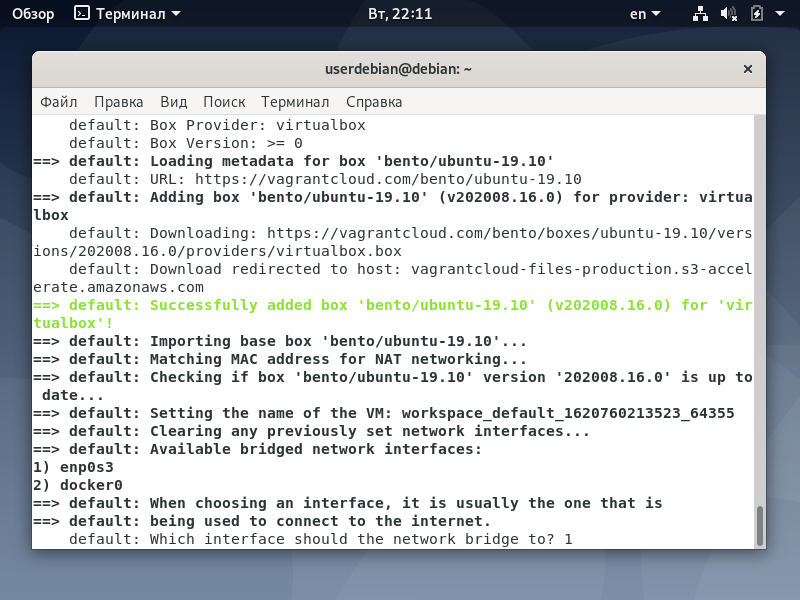 Обзор Терминал Вт, 22:11 en
userdebian@debian: ~
Файл Правка Вид Поиск Терминал Справка
    default: Box Provider: virtualbox
    default: Box Version: >= 0
==> default: Loading metadata for box 'bento/ubuntu-19.10'
    default: URL: https://vagrantcloud.com/bento/ubuntu-19.10
==> default: Adding box 'bento/ubuntu-19.10' (v202008.16.0) for provider: virtua
lbox
    default: Downloading: https://vagrantcloud.com/bento/boxes/ubuntu-19.10/vers
ions/202008.16.0/providers/virtualbox.box
    default: Download redirected to host: vagrantcloud-files-production.s3-accel
erate.amazonaws.com
==> default: Successfully added box 'bento/ubuntu-19.10' (v202008.16.0) for 'vir
tualbox'!
==> default: Importing base box 'bento/ubuntu-19.10'...
==> default: Matching MAC address for NAT networking...
==> default: Checking if box 'bento/ubuntu-19.10' version '202008.16.0' is up to
 date...
==> default: Setting the name of the VM: workspace_default_1620760213523_64355
==> default: Clearing any previously set network interfaces...
==> default: Available bridged network interfaces:
1) enp0s3
2) docker0
==> default: When choosing an interface, it is usually the one that is
==> default: being used to connect to the internet.
    default: Which interface should the network bridge to? 1